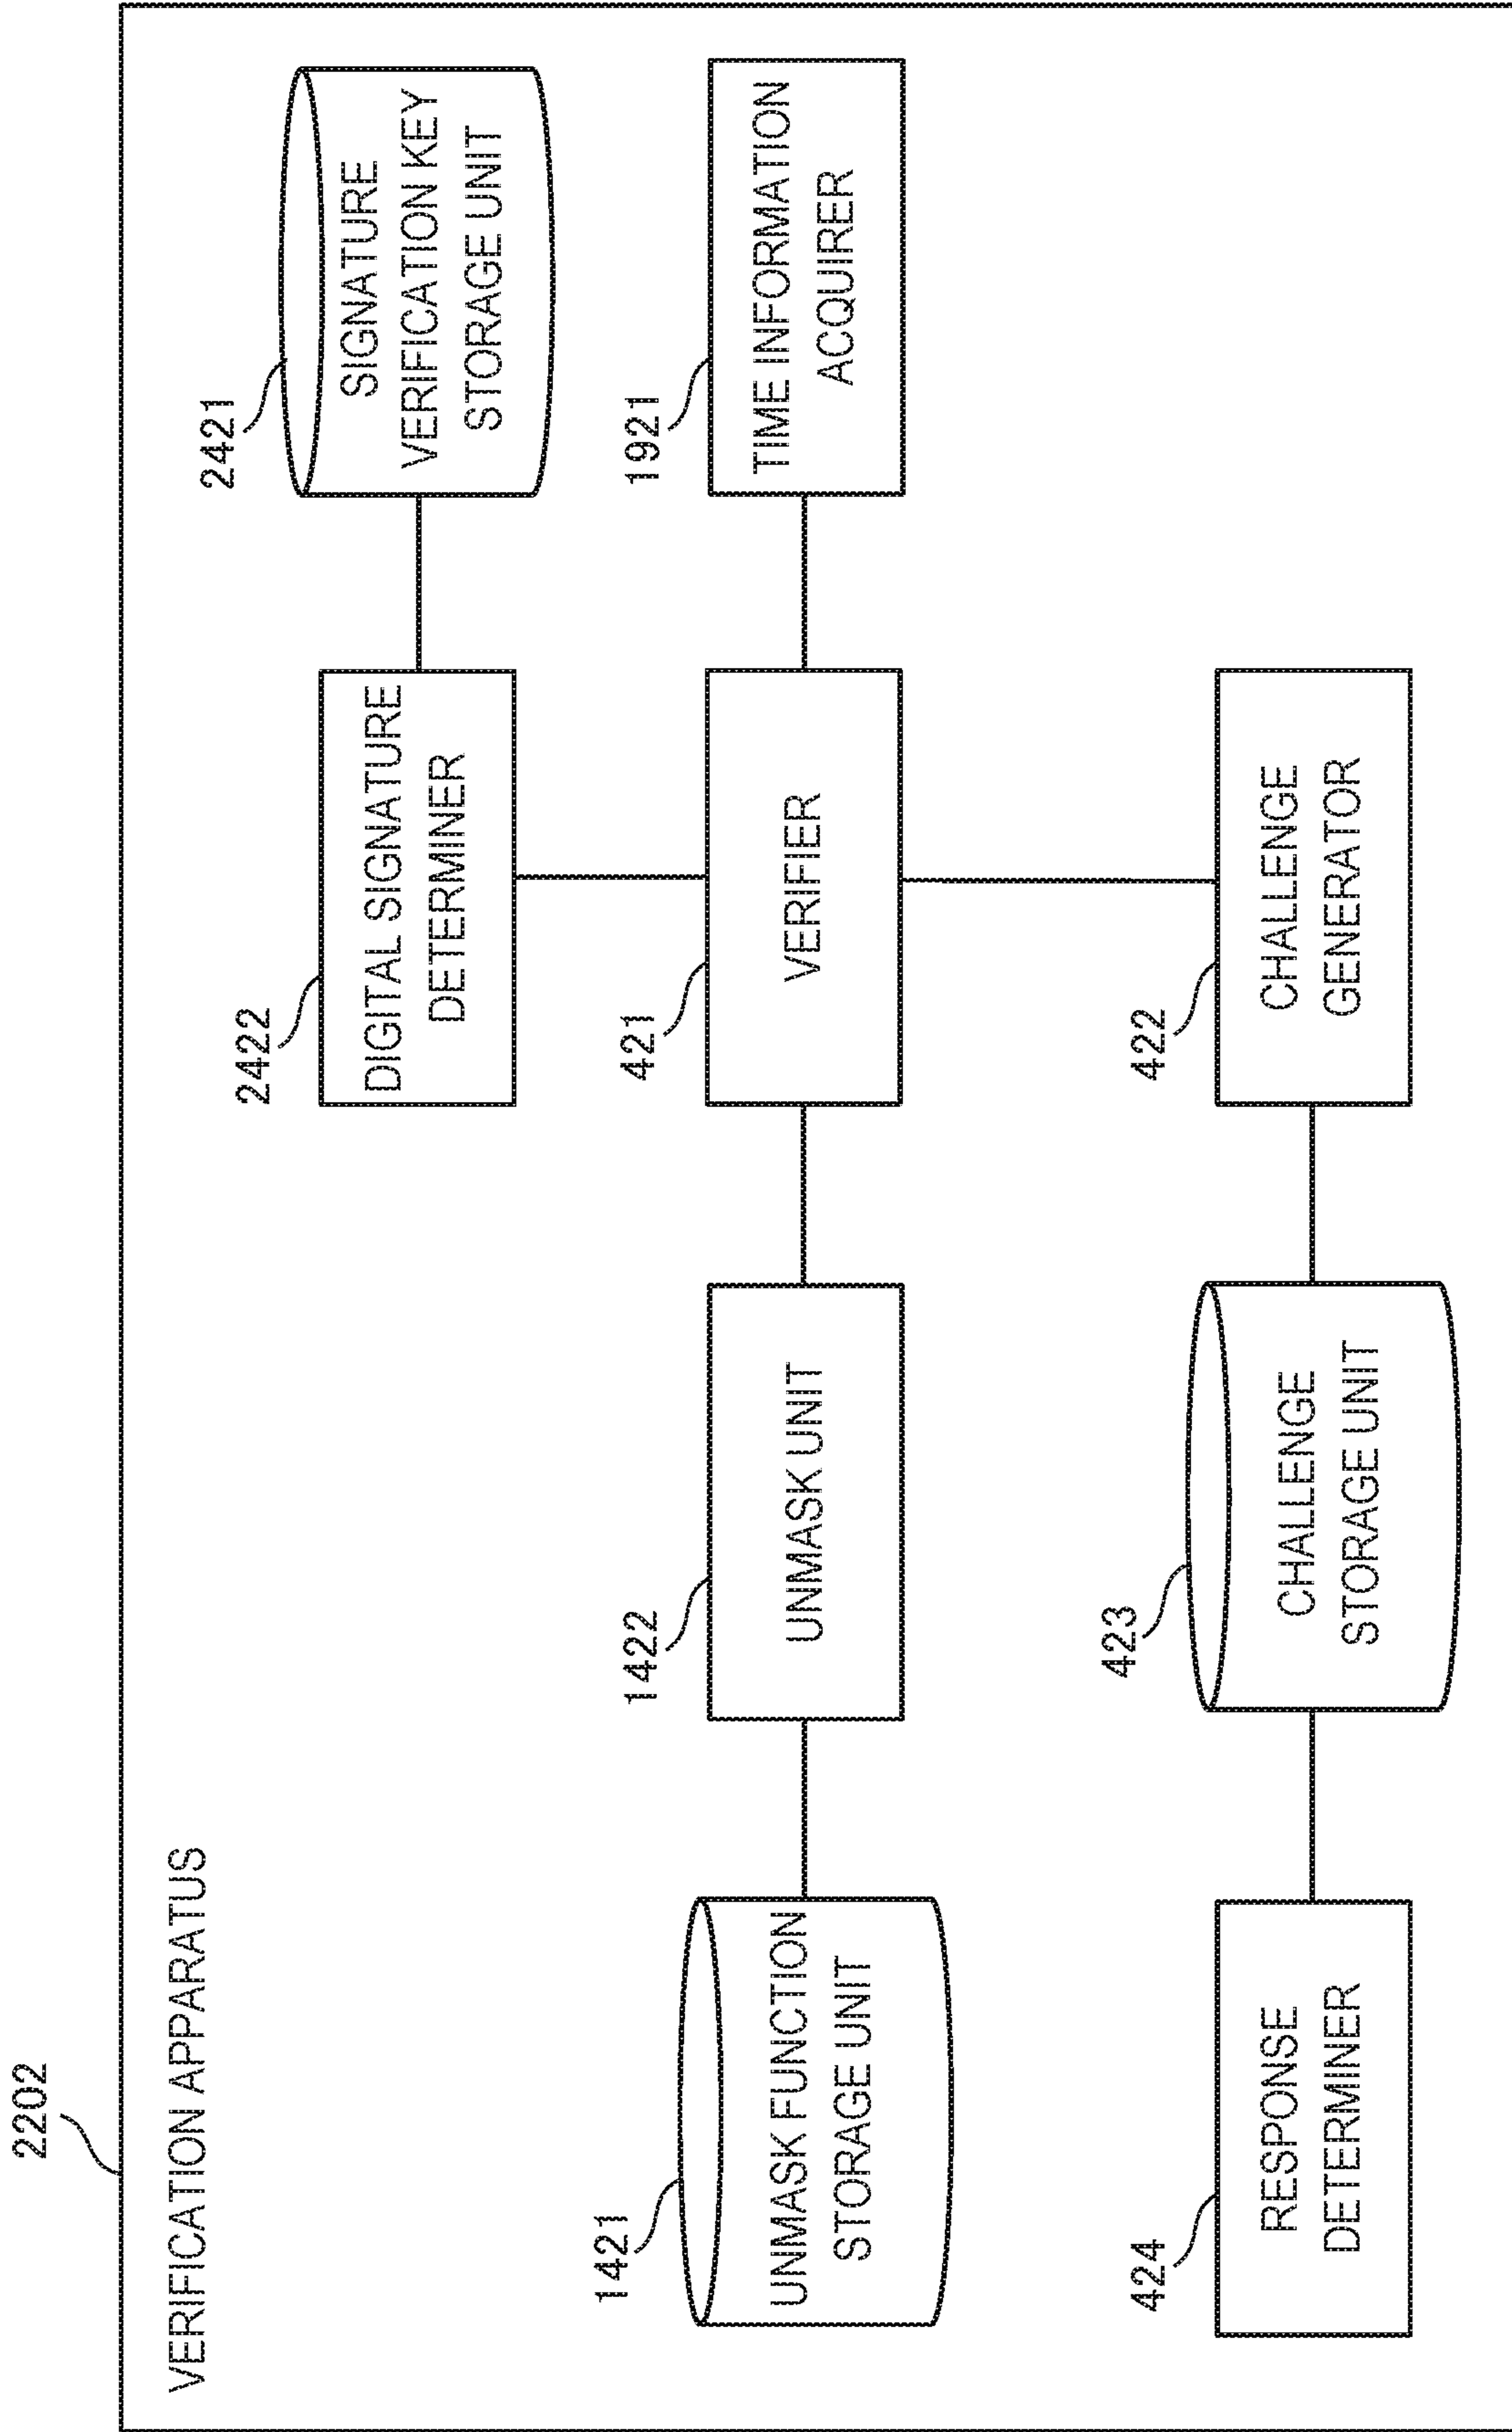 2202
VERIFICATION APPARATUS
2422
DIGITAL SIGNATURE
DETERMINER
2421
SIGNATURE
VERIFICATION KEY
STORAGE UNIT
1421
UNMASK FUNCTION
STORAGE UNIT
1422
UNMASK UNIT
421
VERIFIER
1921
TIME INFORMATION
ACQUIRER
424
RESPONSE
DETERMINER
423
CHALLENGE
STORAGE UNIT
422
CHALLENGE
GENERATOR